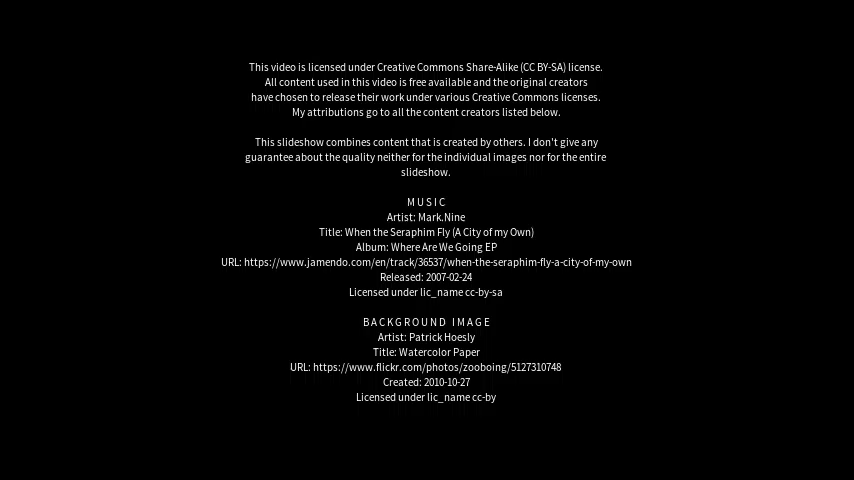 This video is licensed under Creative Commons Share-Alike (CC BY-SA) license.
All content used in this video is free available and the original creators
have chosen to release their work under various Creative Commons licenses.
My attributions go to all the content creators listed below.
This slideshow combines content that is created by others. I don't give any
guarantee about the quality neither for the individual images nor for the entire
slideshow.
MUSIC
Artist: Mark.Nine
Title: When the Seraphim Fly (A City of my Own)
Album: Where Are We Going EP
URL: https://www.jamendo.com/en/track/36537/when-the-seraphim-fly-a-city-of-my-own
Released: 2007-02-24
Licensed under lic_name cc-by-sa
BACKGROUND IMAGE
Artist: Patrick Hoesly
Title: Watercolor Paper
URL: https://www.flickr.com/photos/zooboing/5127310748
Created: 2010-10-27
Licensed under lic_name cc-by